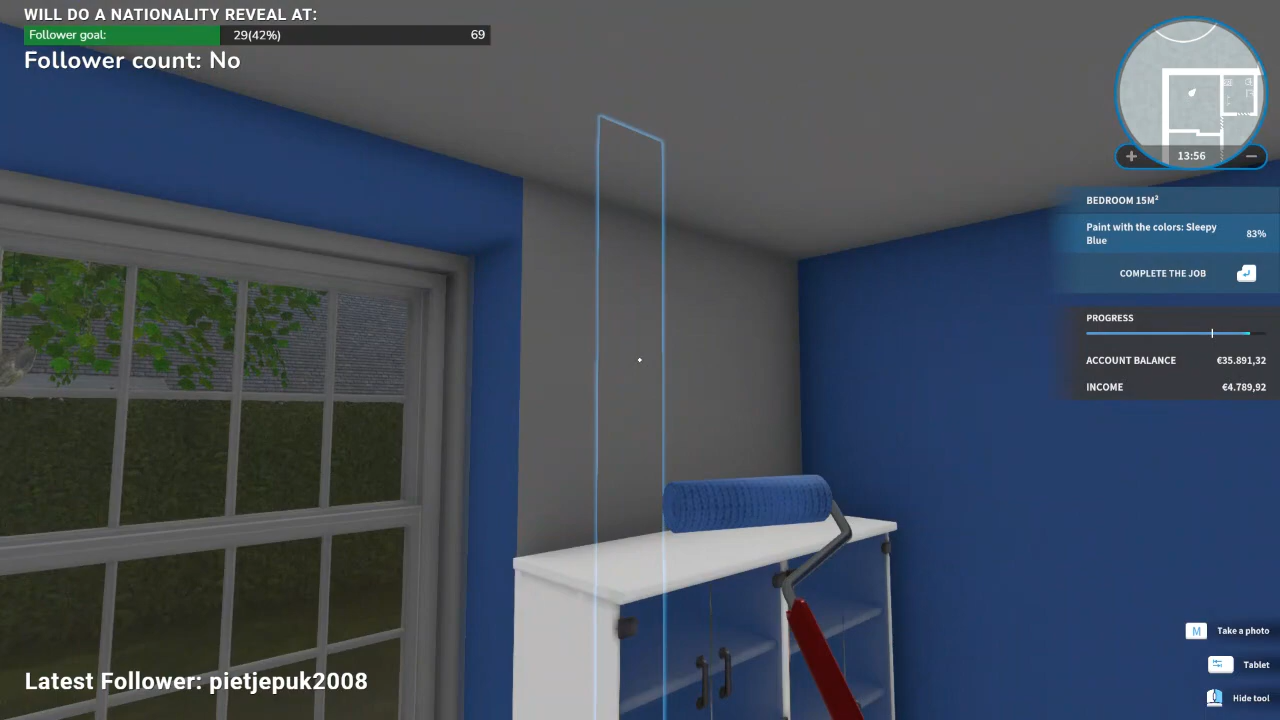 WILL DO A NATIONALITY REVEAL AT:
Follower goal: 29(42%) 69
Follower count: No
+ 13:56 −
BEDROOM 15M²
Paint with the colors: Sleepy
Blue
83%
COMPLETE THE JOB
PROGRESS
ACCOUNT BALANCE €35.891,32
INCOME €4.789,92
M Take a photo
Tablet
Hide tool
Latest Follower: pietjepuk2008